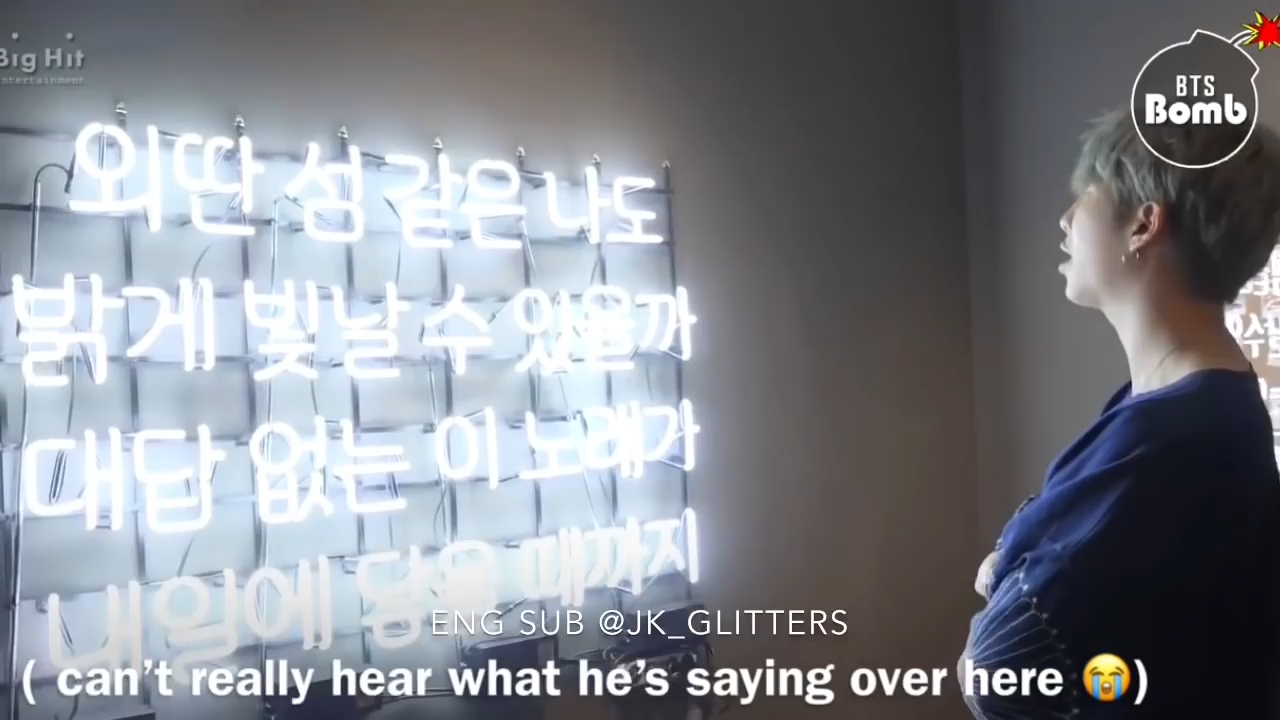 Big Hit
Entertainment
BTS
Bomb
외딴 섬 같은 나도
밝게 빛날 수 있을까
대답 없는 이 노래가
내일에 닿을 때까지
ENG SUB @JK_GLITTERS
( can't really hear what he's saying over here 😭)